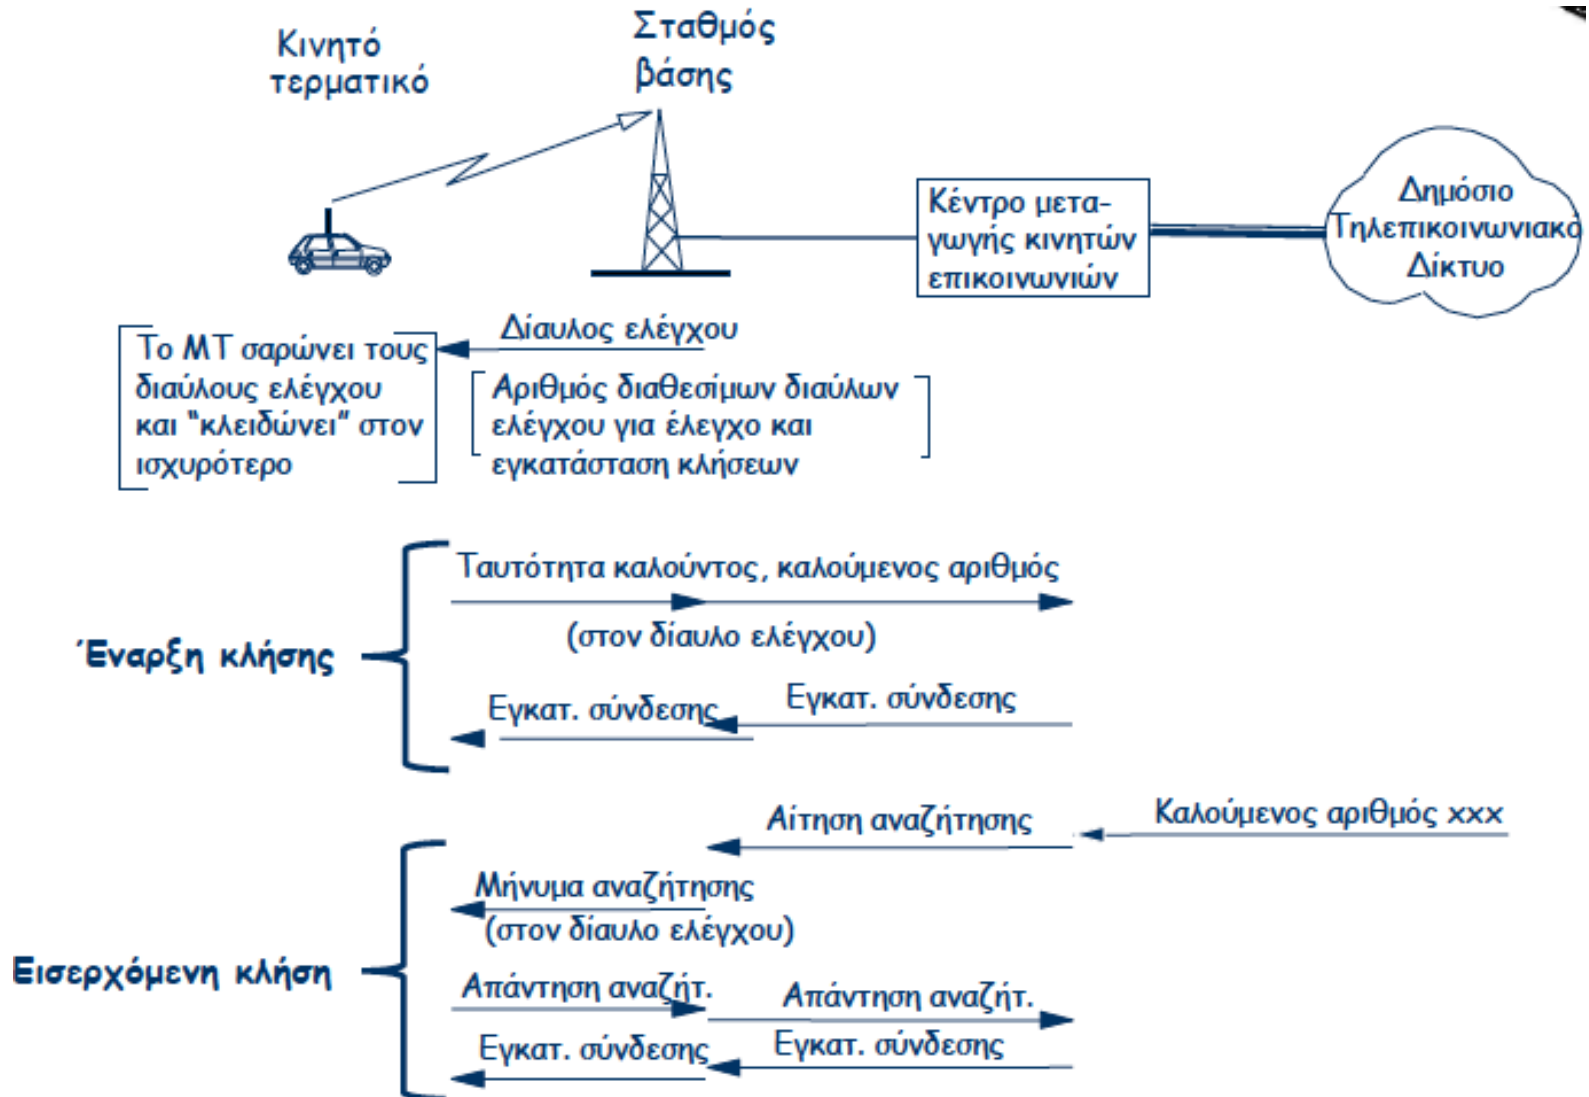 Κινητό
τερματικό
Σταθμός
βάσης
Κέντρο μετα-
γωγής κινητών
επικοινωνιών
Δημόσιο
Τηλεπικοινωνιακό
Δίκτυο
Το ΜΤ σαρώνει τους
διαύλους ελέγχου
και "κλειδώνει" στον
ισχυρότερο
Δίαυλος ελέγχου
Αριθμός διαθεσίμων διαύλων
ελέγχου για έλεγχο και
εγκατάσταση κλήσεων
Έναρξη κλήσης
Ταυτότητα καλούντος, καλούμενος αριθμός
(στον δίαυλο ελέγχου)
Εγκατ. σύνδεσης
Εγκατ. σύνδεσης
Εισερχόμενη κλήση
Καλούμενος αριθμός xxx
Αίτηση αναζήτησης
Μήνυμα αναζήτησης
(στον δίαυλο ελέγχου)
Απάντηση αναζήτ.
Απάντηση αναζήτ.
Εγκατ. σύνδεσης
Εγκατ. σύνδεσης